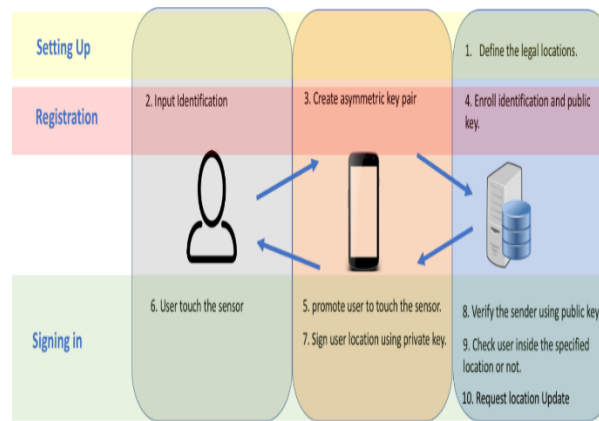 Setting Up
1. Define the legal locations.
Registration
2. Input Identification
3. Create asymmetric key pair
4. Enroll identification and public
key.
Signing in
6. User touch the sensor
5. promote user to touch the sensor.
7. Sign user location using private key.
8. Verify the sender using public key
9. Check user inside the specified
location or not.
10. Request location Update